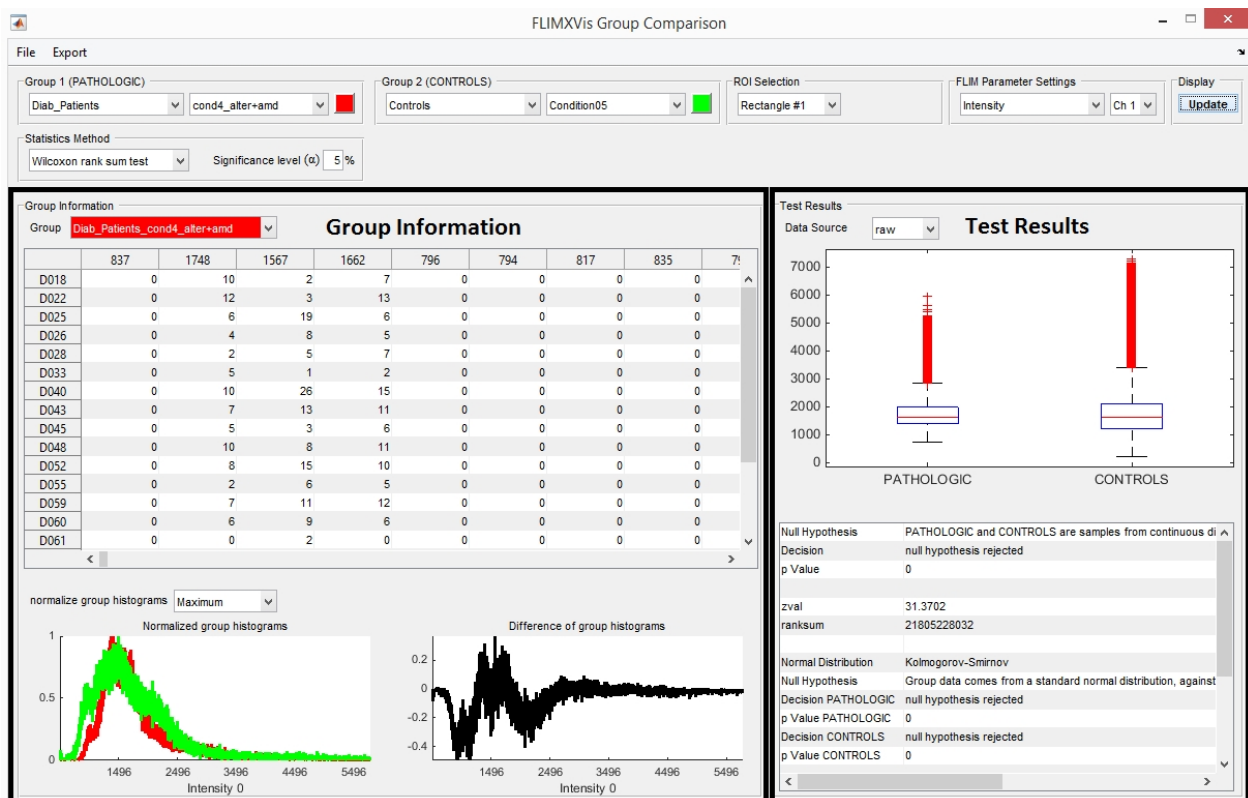 FLIMXVis Group Comparison
File Export
Group 1 (PATHOLOGIC) Group 2 (CONTROLS) ROI Selection FLIM Parameter Settings Display
Diab_Patients cond4_alter+amd Controls Condition05 Rectangle #1 Intensity Ch 1 Update
Statistics Method
Wilcoxon rank sum test Significance level (α) 5 %
Group Information
Group Diab_Patients_cond4_alter+amd Group Information
837 1748 1567 1662 796 794 817 835
D018 0 10 2 7 0 0 0 0
D022 0 12 3 13 0 0 0 0
D025 0 6 19 6 0 0 0 0
D026 0 4 8 5 0 0 0 0
D028 0 2 5 7 0 0 0 0
D033 0 5 1 2 0 0 0 0
D040 0 10 26 15 0 0 0 0
D043 0 7 13 11 0 0 0 0
D045 0 5 3 6 0 0 0 0
D048 0 10 8 11 0 0 0 0
D052 0 8 15 10 0 0 0 0
D055 0 2 6 5 0 0 0 0
D059 0 7 11 12 0 0 0 0
D060 0 6 9 6 0 0 0 0
D061 0 0 2 0 0 0 0 0
normalize group histograms Maximum
Normalized group histograms
1
0.5
0
1496 2496 3496 4496 5496
Intensity 0
Difference of group histograms
0.2
0
-0.2
-0.4
1496 2496 3496 4496 5496
Intensity 0
Test Results
Data Source raw Test Results
7000
6000
5000
4000
3000
2000
1000
0
PATHOLOGIC CONTROLS
Null Hypothesis PATHOLOGIC and CONTROLS are samples from continuous di
Decision null hypothesis rejected
p Value 0
zval 31.3702
ranksum 21805228032
Normal Distribution Kolmogorov-Smirnov
Null Hypothesis Group data comes from a standard normal distribution, against
Decision PATHOLOGIC null hypothesis rejected
p Value PATHOLOGIC 0
Decision CONTROLS null hypothesis rejected
p Value CONTROLS 0